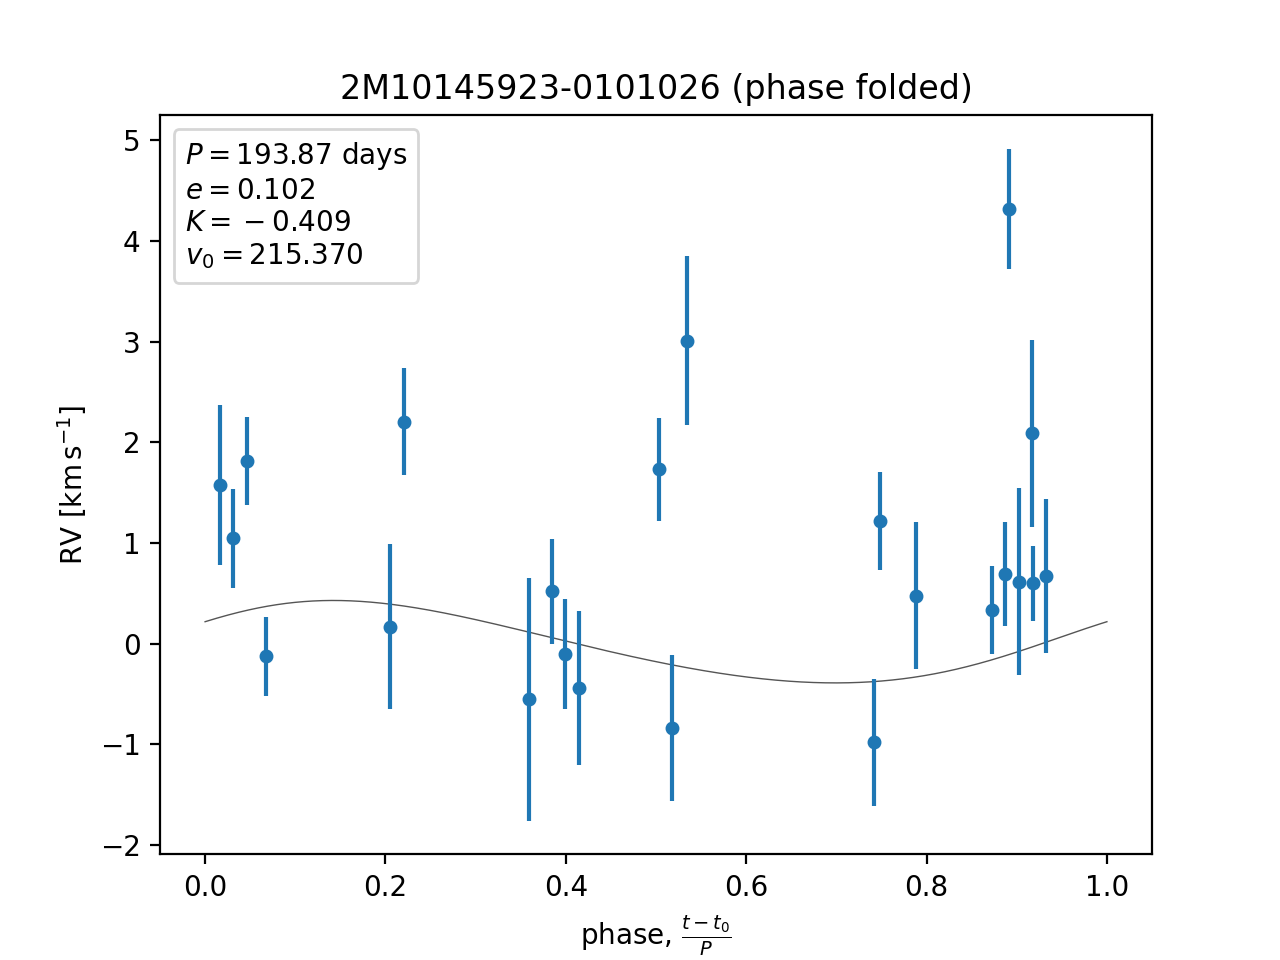 2M10145923-0101026 (phase folded)
P = 193.87 days
e = 0.102
K = −0.409
v₀ = 215.370
5
4
3
2
1
0
−1
−2
RV [km s⁻¹]
0.0 0.2 0.4 0.6 0.8 1.0
phase, (t − t₀)/P